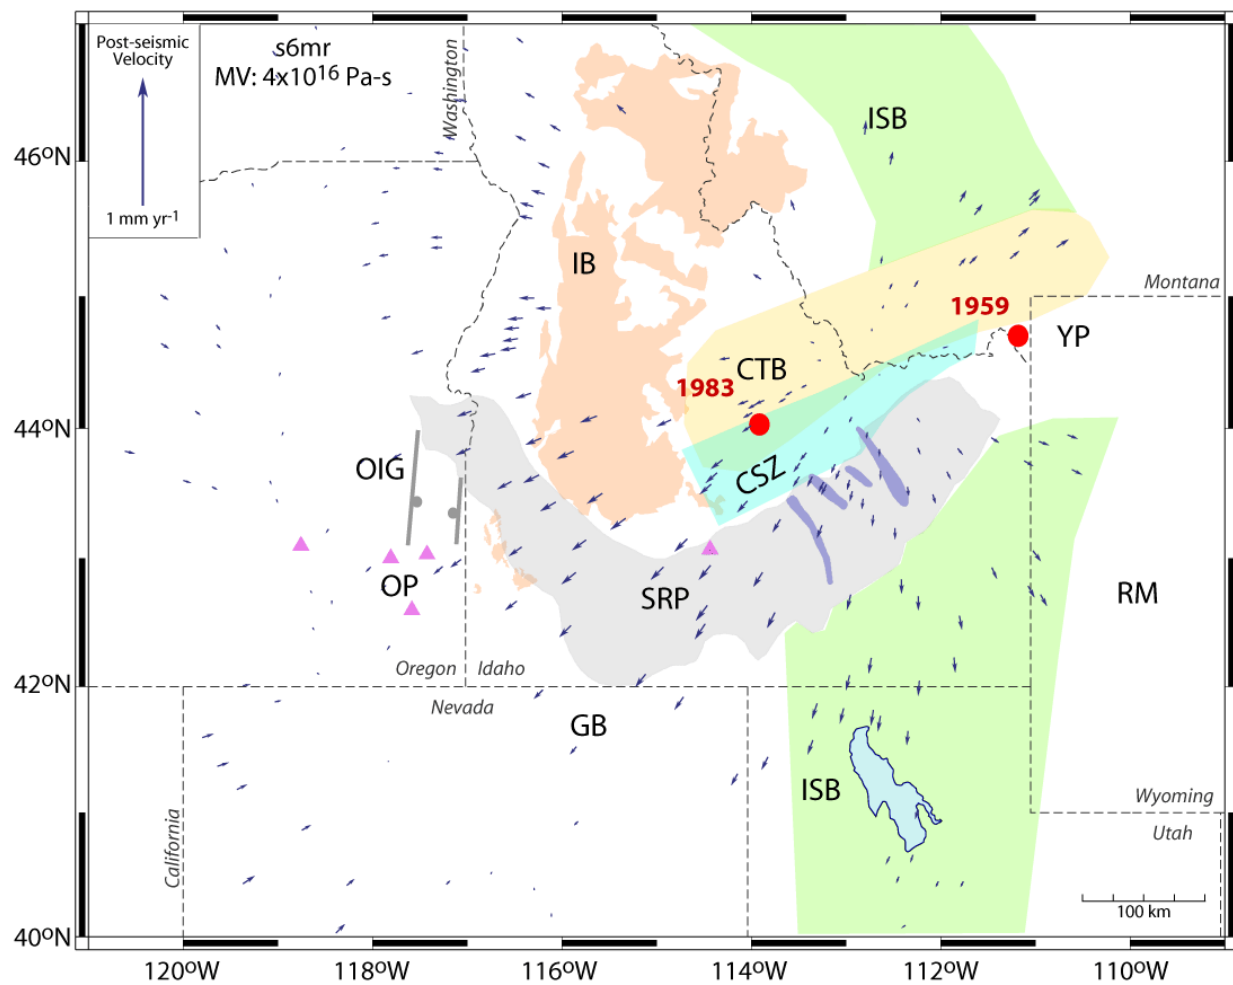 Post-seismic
Velocity
1 mm yr-1
s6mr
MV: 4x10^16 Pa-s
Washington
ISB
46ºN
IB
Montana
1959
YP
CTB
1983
44ºN
CSZ
OIG
OP
SRP
RM
Oregon
Idaho
42ºN
Nevada
GB
ISB
Wyoming
Utah
California
100 km
40ºN
120ºW
118ºW
116ºW
114ºW
112ºW
110ºW